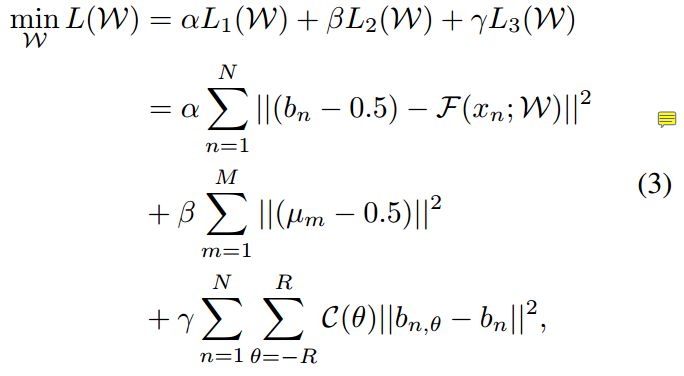 min_𝒲 L(𝒲) = αL₁(𝒲) + βL₂(𝒲) + γL₃(𝒲)
= α ∑_{n=1}^{N} ||(b_n − 0.5) − ℱ(x_n; 𝒲)||²
+ β ∑_{m=1}^{M} ||(μ_m − 0.5)||²
(3)
+ γ ∑_{n=1}^{N} ∑_{θ=−R}^{R} 𝒞(θ)||b_{n,θ} − b_n||²,